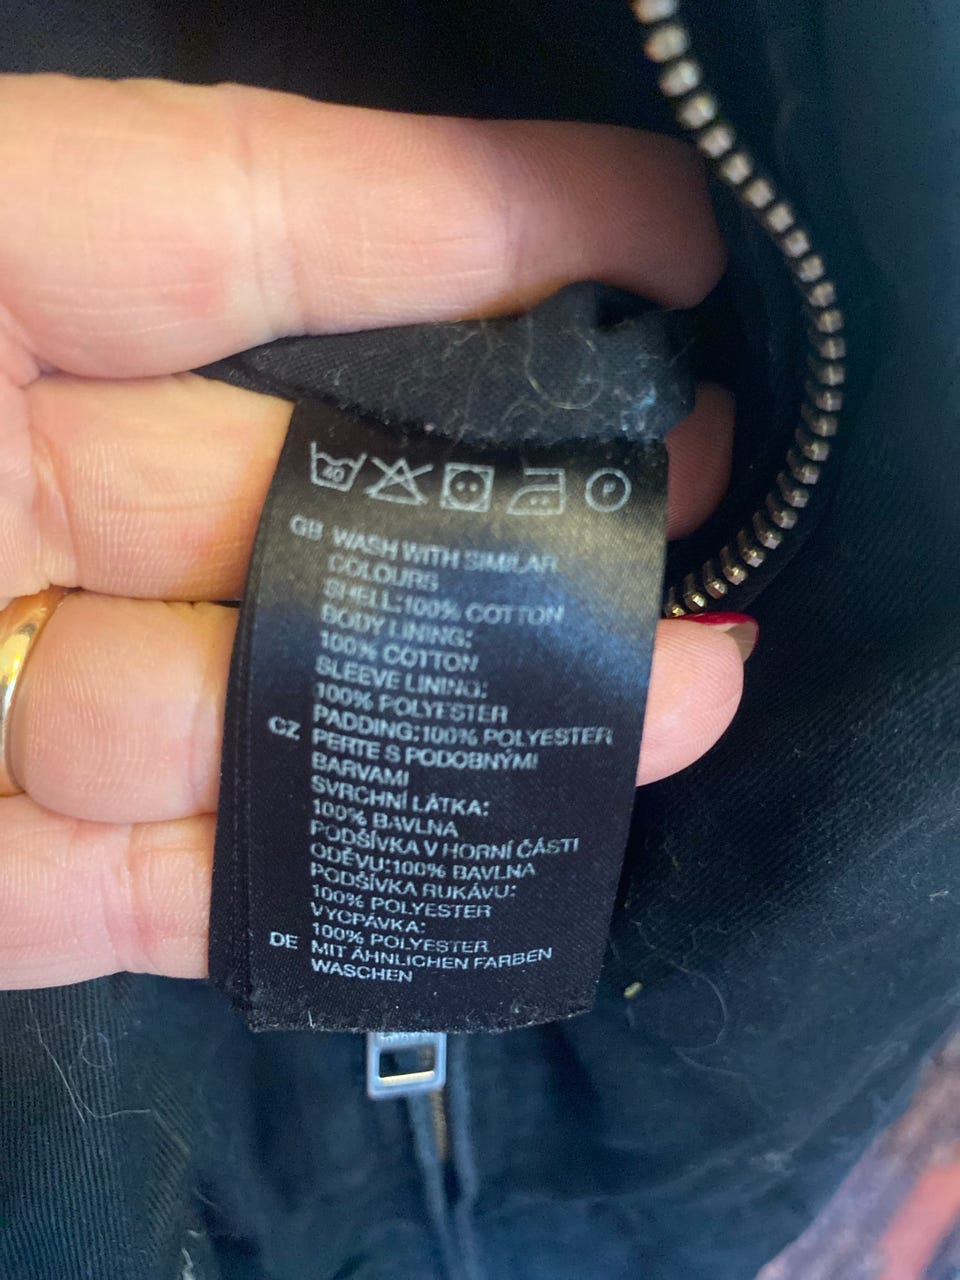 40
P
GB WASH WITH SIMILAR
COLOURS
SHELL:100% COTTON
BODY LINING:
100% COTTON
SLEEVE LINING:
100% POLYESTER
PADDING:100% POLYESTER
CZ PERTE S PODOBNÝMI
BARVAMI
SVRCHNÍ LÁTKA:
100% BAVLNA
PODŠÍVKA V HORNÍ ČÁSTI
ODĚVU:100% BAVLNA
PODŠÍVKA RUKÁVU:
100% POLYESTER
VYCPÁVKA:
100% POLYESTER
DE MIT ÄHNLICHEN FARBEN
WASCHEN